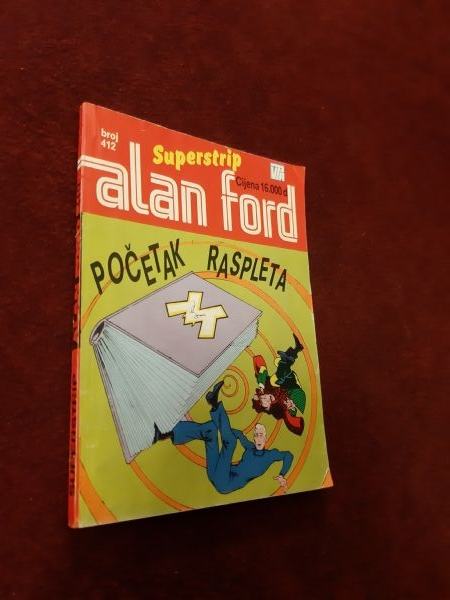 broj
412
Superstrip
Cijena 16.000 d
alan ford
POČETAK RASPLETA